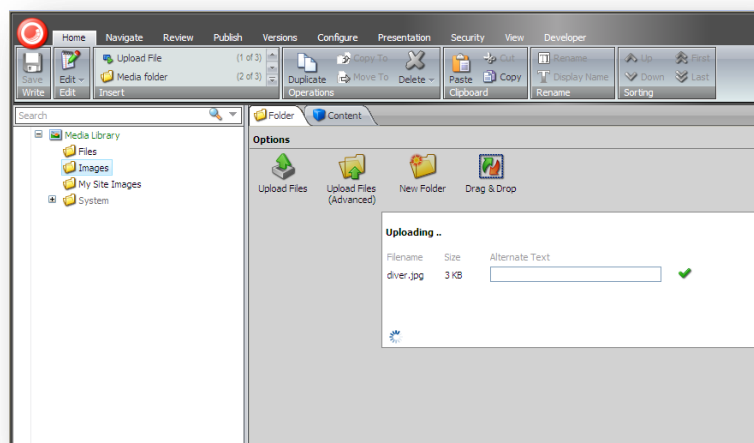 Home Navigate Review Publish Versions Configure Presentation Security View Developer
Save
Write
Edit
Edit
Upload File (1 of 3)
Media folder (2 of 3)
Insert
Duplicate
Copy To
Move To
Delete
Operations
Paste
Cut
Copy
Clipboard
Rename
Display Name
Rename
Up First
Down Last
Sorting
Search
Media Library
Files
Images
My Site Images
System
Folder Content
Options
Upload Files
Upload Files
(Advanced)
New Folder
Drag & Drop
Uploading ..
Filename Size Alternate Text
diver.jpg 3 KB